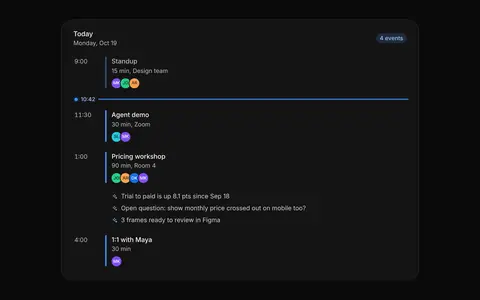 Today
Monday, Oct 19
4 events
9:00
Standup
15 min, Design team
10:42
11:30
Agent demo
30 min, Zoom
1:00
Pricing workshop
90 min, Room 4
Trial to paid is up 8.1 pts since Sep 18
Open question: show monthly price crossed out on mobile too?
3 frames ready to review in Figma
4:00
1:1 with Maya
30 min